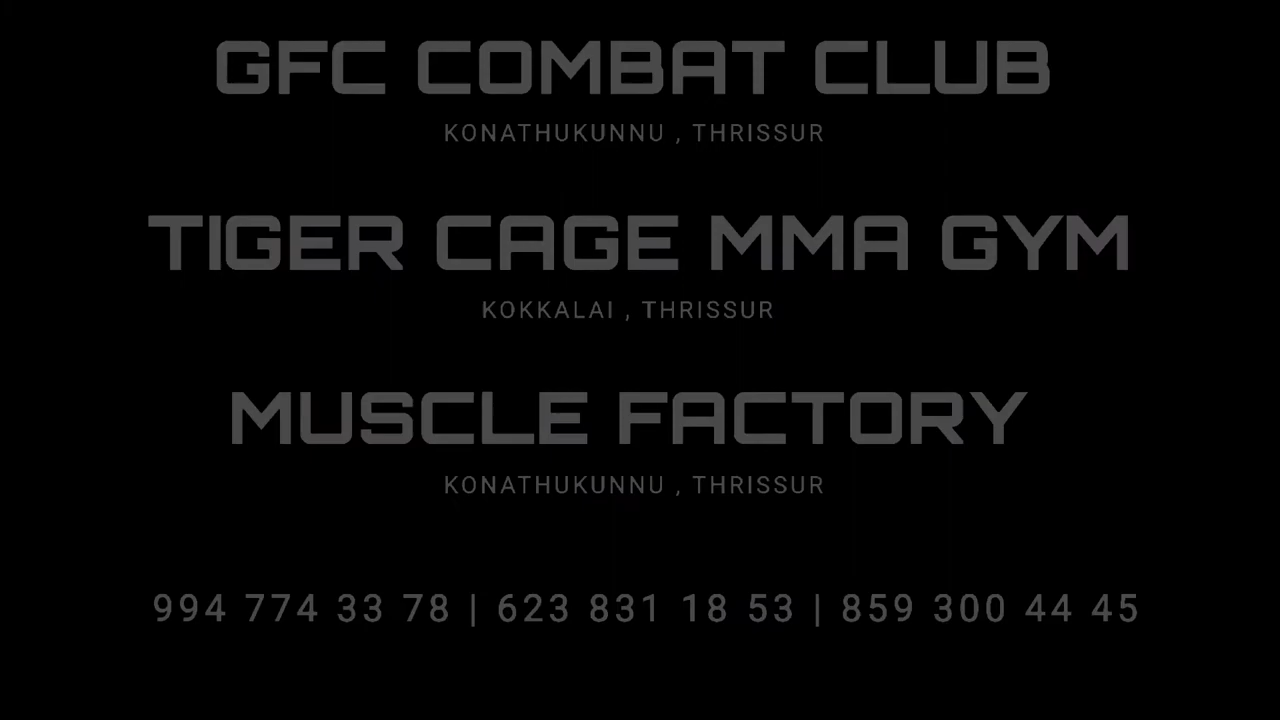 GFC COMBAT CLUB
KONATHUKUNNU , THRISSUR
TIGER CAGE MMA GYM
KOKKALAI , THRISSUR
MUSCLE FACTORY
KONATHUKUNNU , THRISSUR
994 774 33 78 | 623 831 18 53 | 859 300 44 45